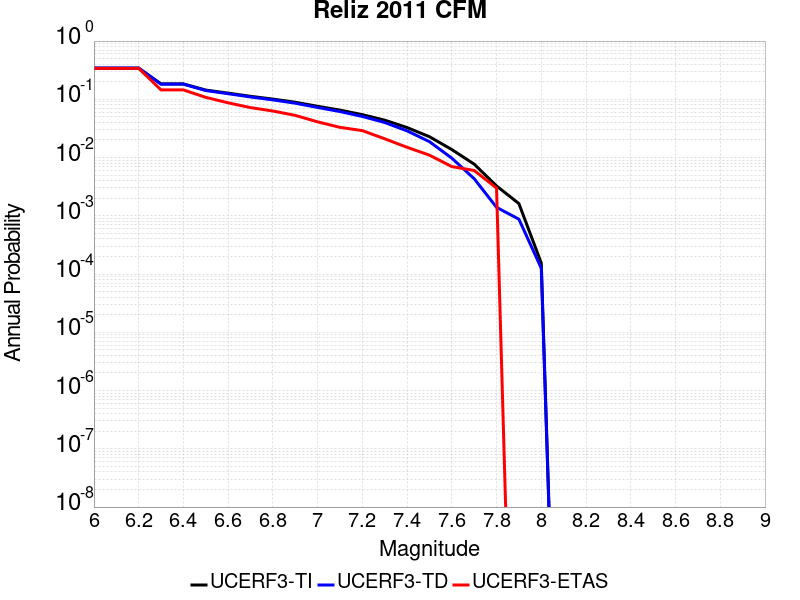 Reliz 2011 CFM
10^0
10^-1
10^-2
10^-3
10^-4
10^-5
10^-6
10^-7
10^-8
Annual Probability
6 6.2 6.4 6.6 6.8 7 7.2 7.4 7.6 7.8 8 8.2 8.4 8.6 8.8 9
Magnitude
UCERF3-TI UCERF3-TD UCERF3-ETAS